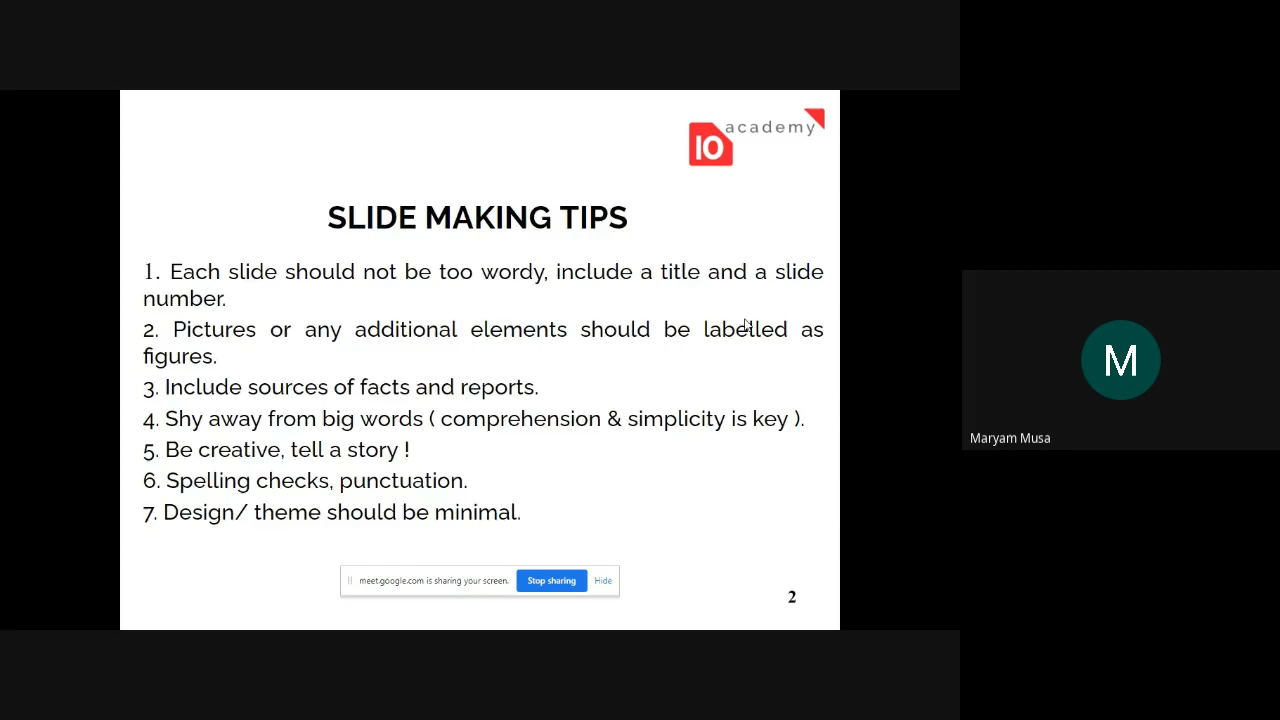 academy
10
SLIDE MAKING TIPS
1. Each slide should not be too wordy, include a title and a slide
number.
2. Pictures or any additional elements should be labelled as
figures.
3. Include sources of facts and reports.
4. Shy away from big words ( comprehension & simplicity is key ).
5. Be creative, tell a story !
6. Spelling checks, punctuation.
7. Design/ theme should be minimal.
meet.google.com is sharing your screen. Stop sharing Hide
2
M
Maryam Musa